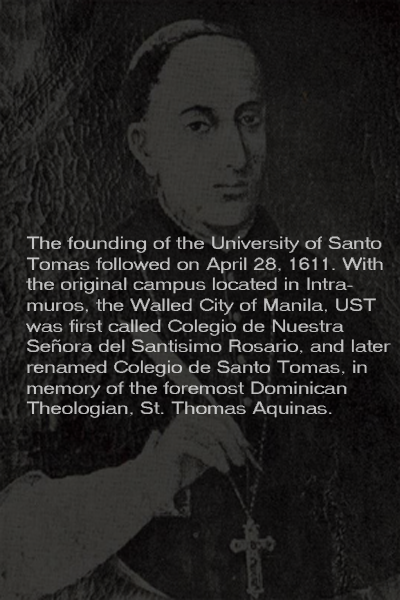 The founding of the University of Santo
Tomas followed on April 28, 1611. With
the original campus located in Intra-
muros, the Walled City of Manila, UST
was first called Colegio de Nuestra
Señora del Santisimo Rosario, and later
renamed Colegio de Santo Tomas, in
memory of the foremost Dominican
Theologian, St. Thomas Aquinas.